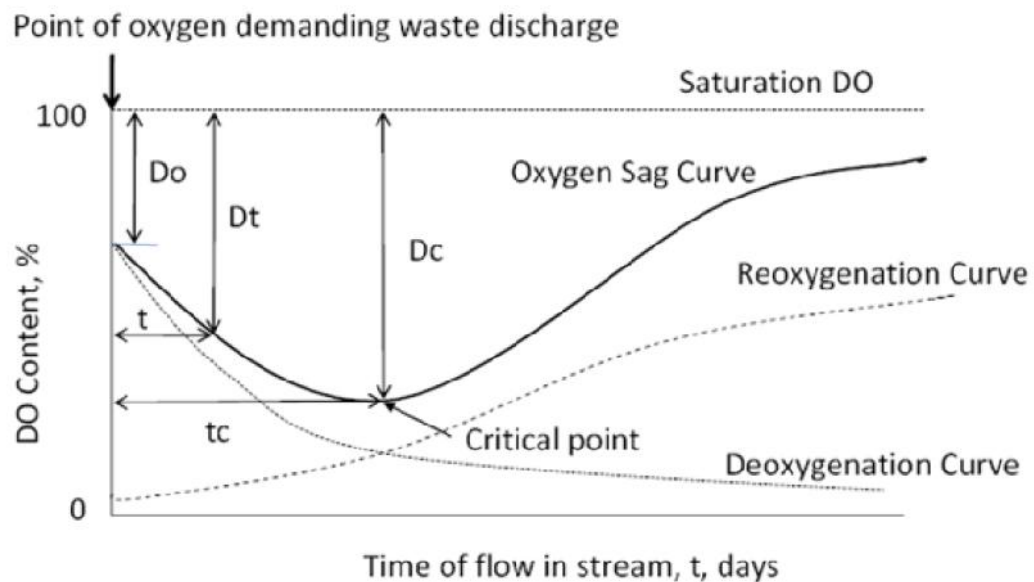 Point of oxygen demanding waste discharge
Saturation DO
100
Do
Oxygen Sag Curve
Dt
Dc
Reoxygenation Curve
t
DO Content, %
tc
Critical point
Deoxygenation Curve
0
Time of flow in stream, t, days